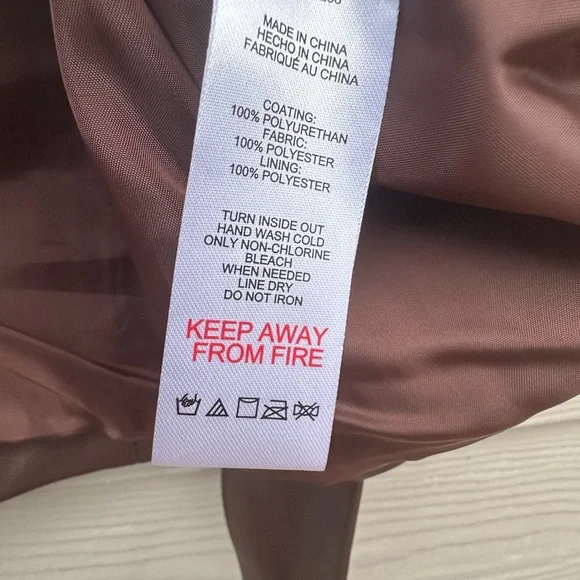 MADE IN CHINA
HECHO IN CHINA
FABRIQUÉ AU CHINA
COATING:
100% POLYURETHAN
FABRIC:
100% POLYESTER
LINING:
100% POLYESTER
TURN INSIDE OUT
HAND WASH COLD
ONLY NON-CHLORINE
BLEACH
WHEN NEEDED
LINE DRY
DO NOT IRON
KEEP AWAY
FROM FIRE